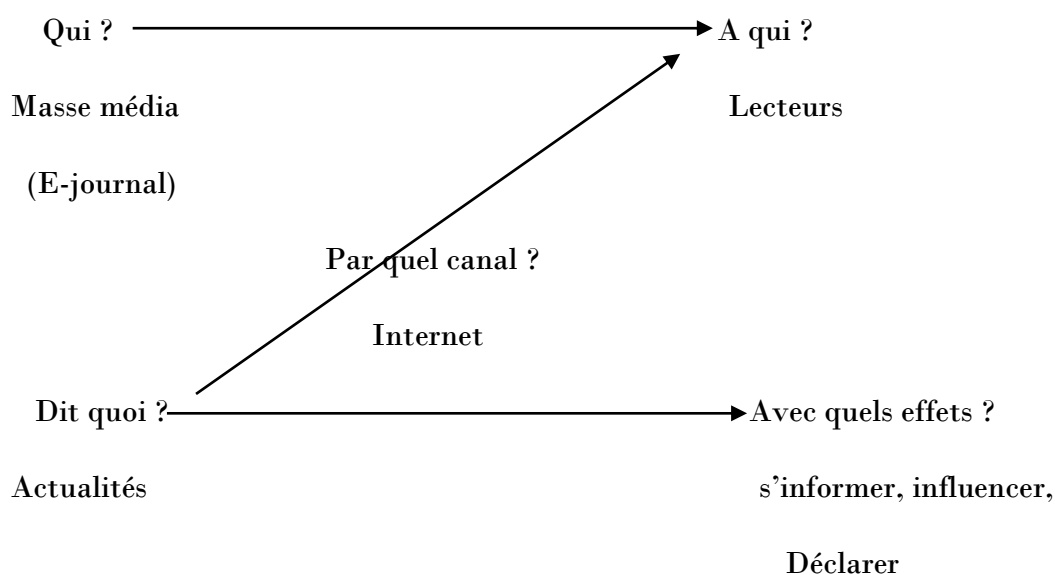 Qui ? A qui ?
Masse média Lecteurs
(E-journal)
Par quel canal ?
Internet
Dit quoi ? Avec quels effets ?
Actualités s’informer, influencer,
Déclarer